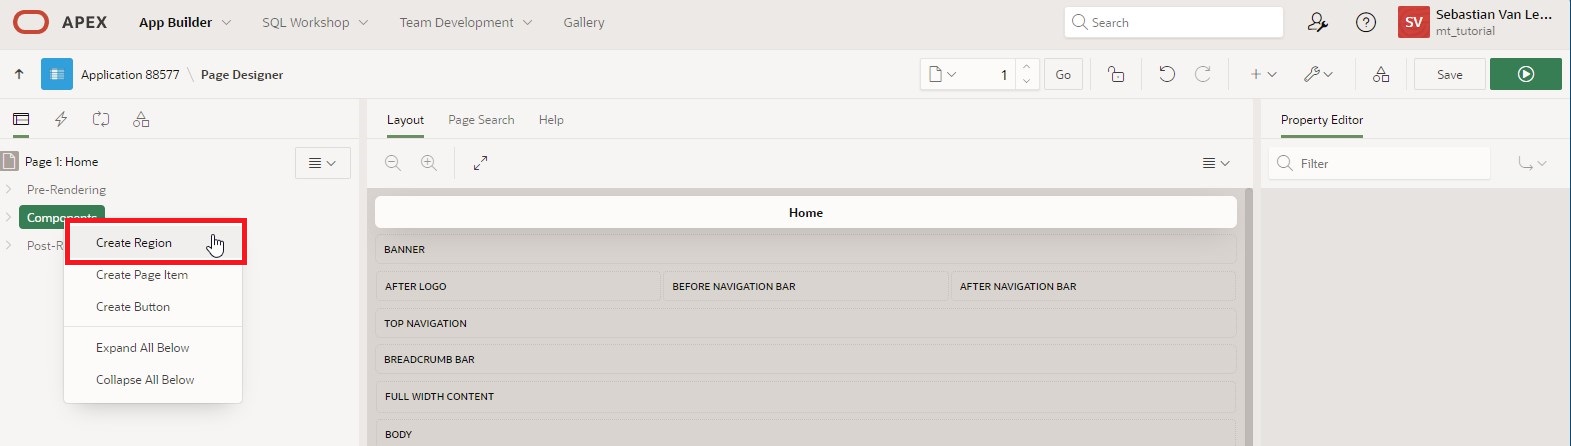 APEX App Builder SQL Workshop Team Development Gallery Search SV Sebastian Van Le...
mt_tutorial
Application 88577 \ Page Designer 1 Go Save
Layout Page Search Help Property Editor
Page 1: Home
Filter
Pre-Rendering
Components
Post-R
Create Region
Create Page Item
Create Button
Expand All Below
Collapse All Below
Home
BANNER
AFTER LOGO BEFORE NAVIGATION BAR AFTER NAVIGATION BAR
TOP NAVIGATION
BREADCRUMB BAR
FULL WIDTH CONTENT
BODY